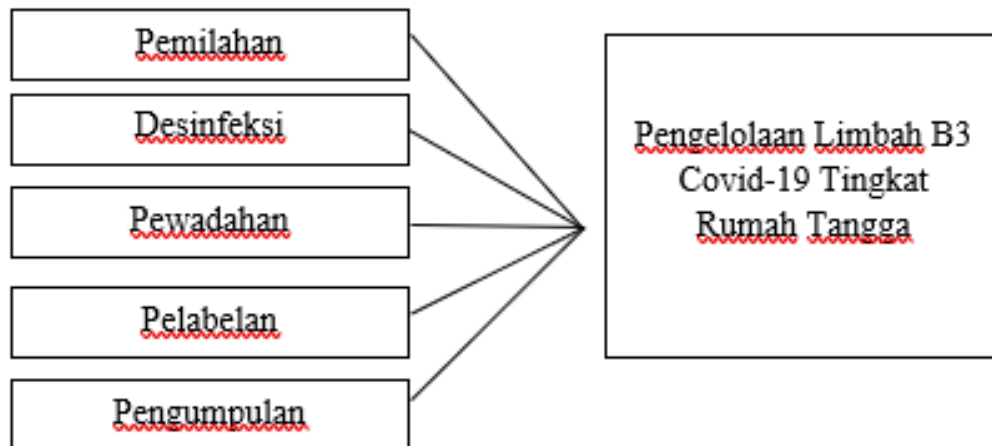 Pemilahan
Desinfeksi
Pewadahan
Pelabelan
Pengumpulan
Pengelolaan Limbah B3
Covid-19 Tingkat
Rumah Tangga